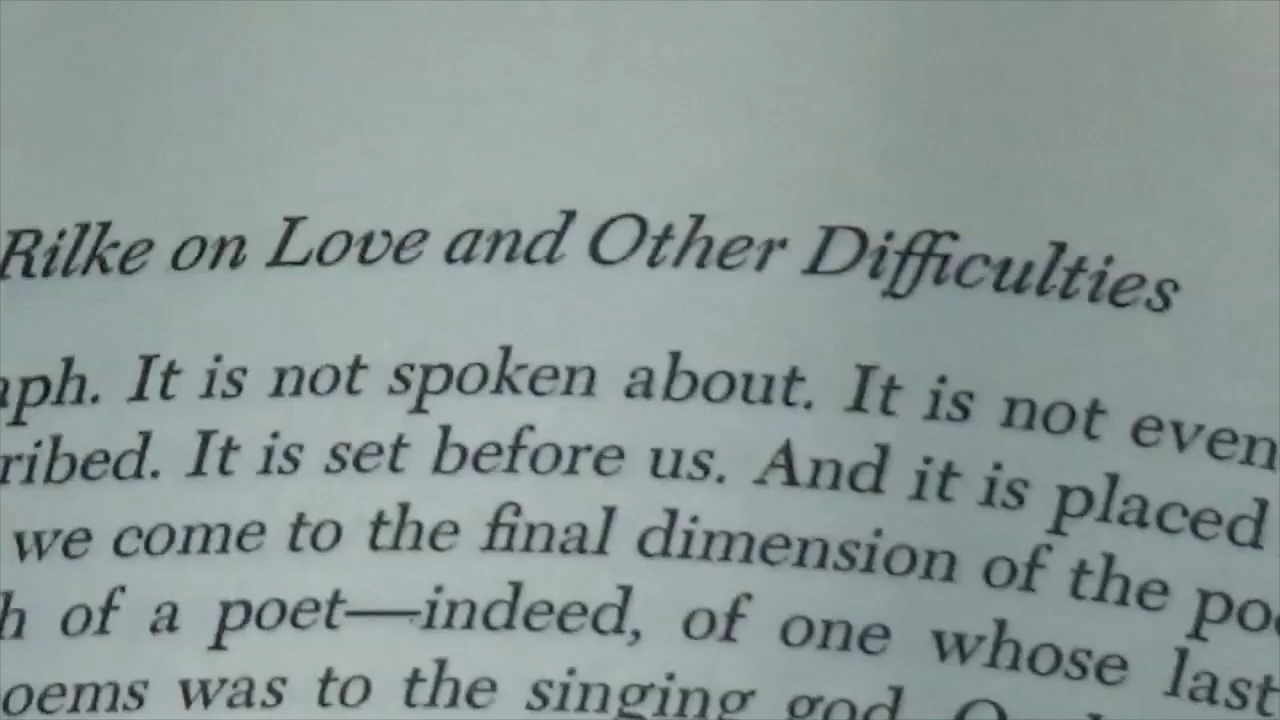 Rilke on Love and Other Difficulties
aph. It is not spoken about. It is not even
ribed. It is set before us. And it is placed
we come to the final dimension of the po
h of a poet—indeed, of one whose last
oems was to the singing god